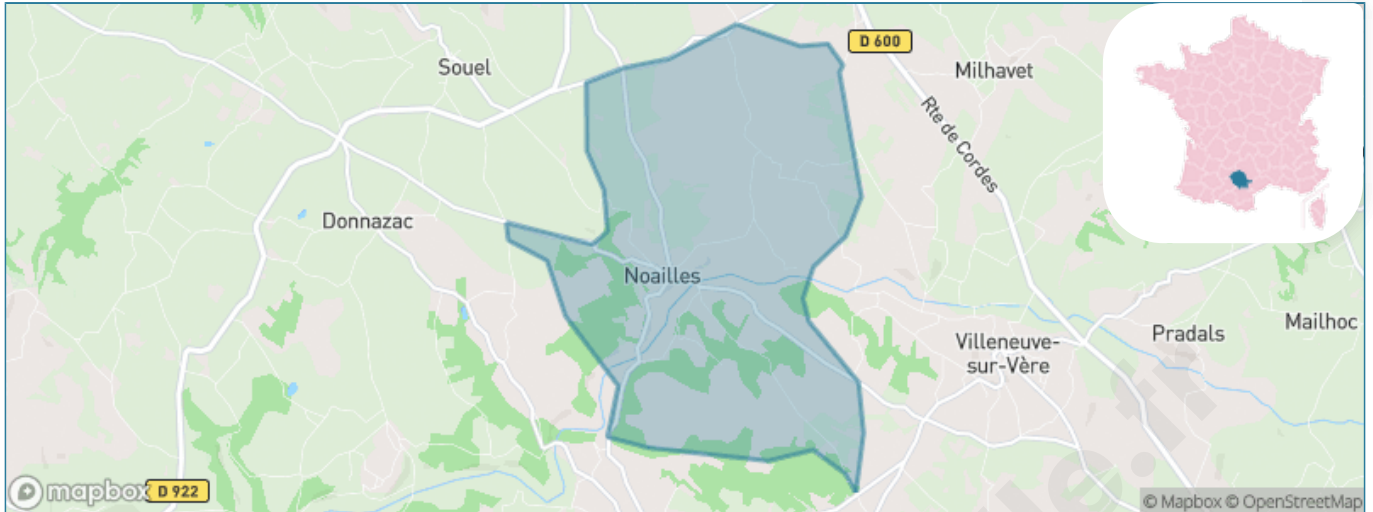 D 600
Souel
Milhavet
Rte de Cordes
Donnazac
Noailles
Villeneuve-
sur-Vère
Pradals
Mailhoc
mapbox
D 922
© Mapbox © OpenStreetMap